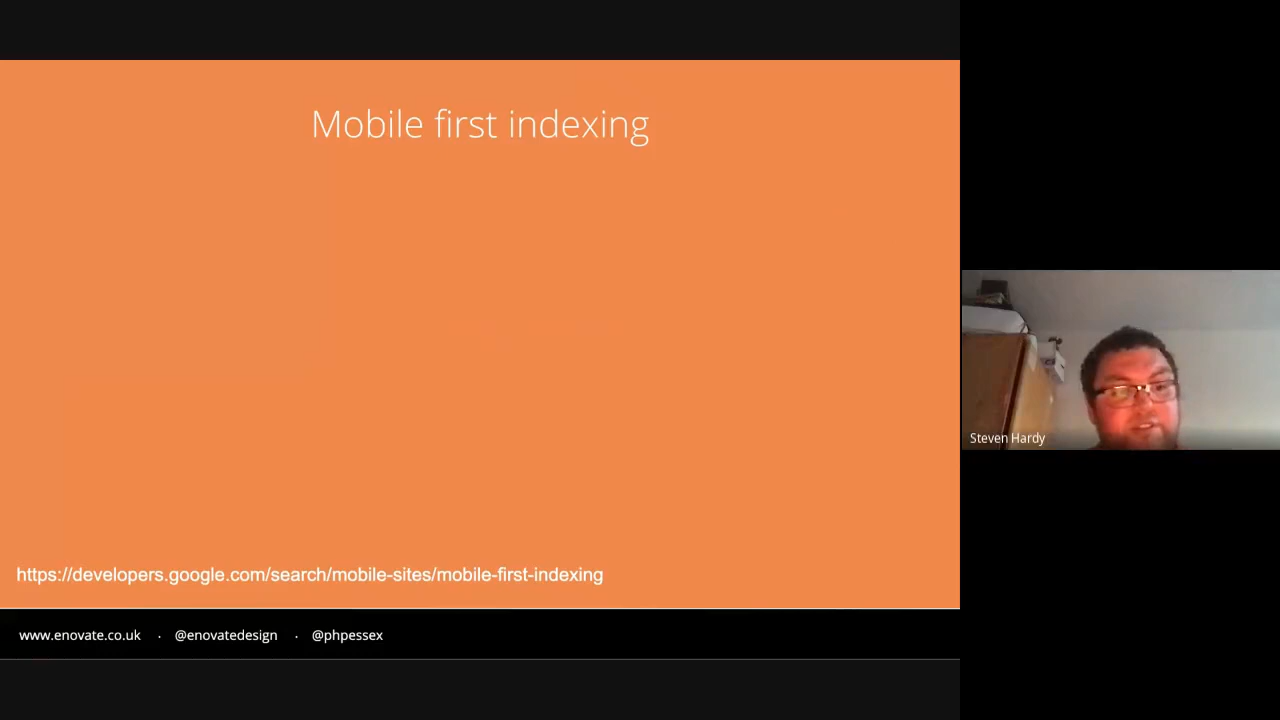 Mobile first indexing
https://developers.google.com/search/mobile-sites/mobile-first-indexing
www.enovate.co.uk · @enovatedesign · @phpessex
Steven Hardy